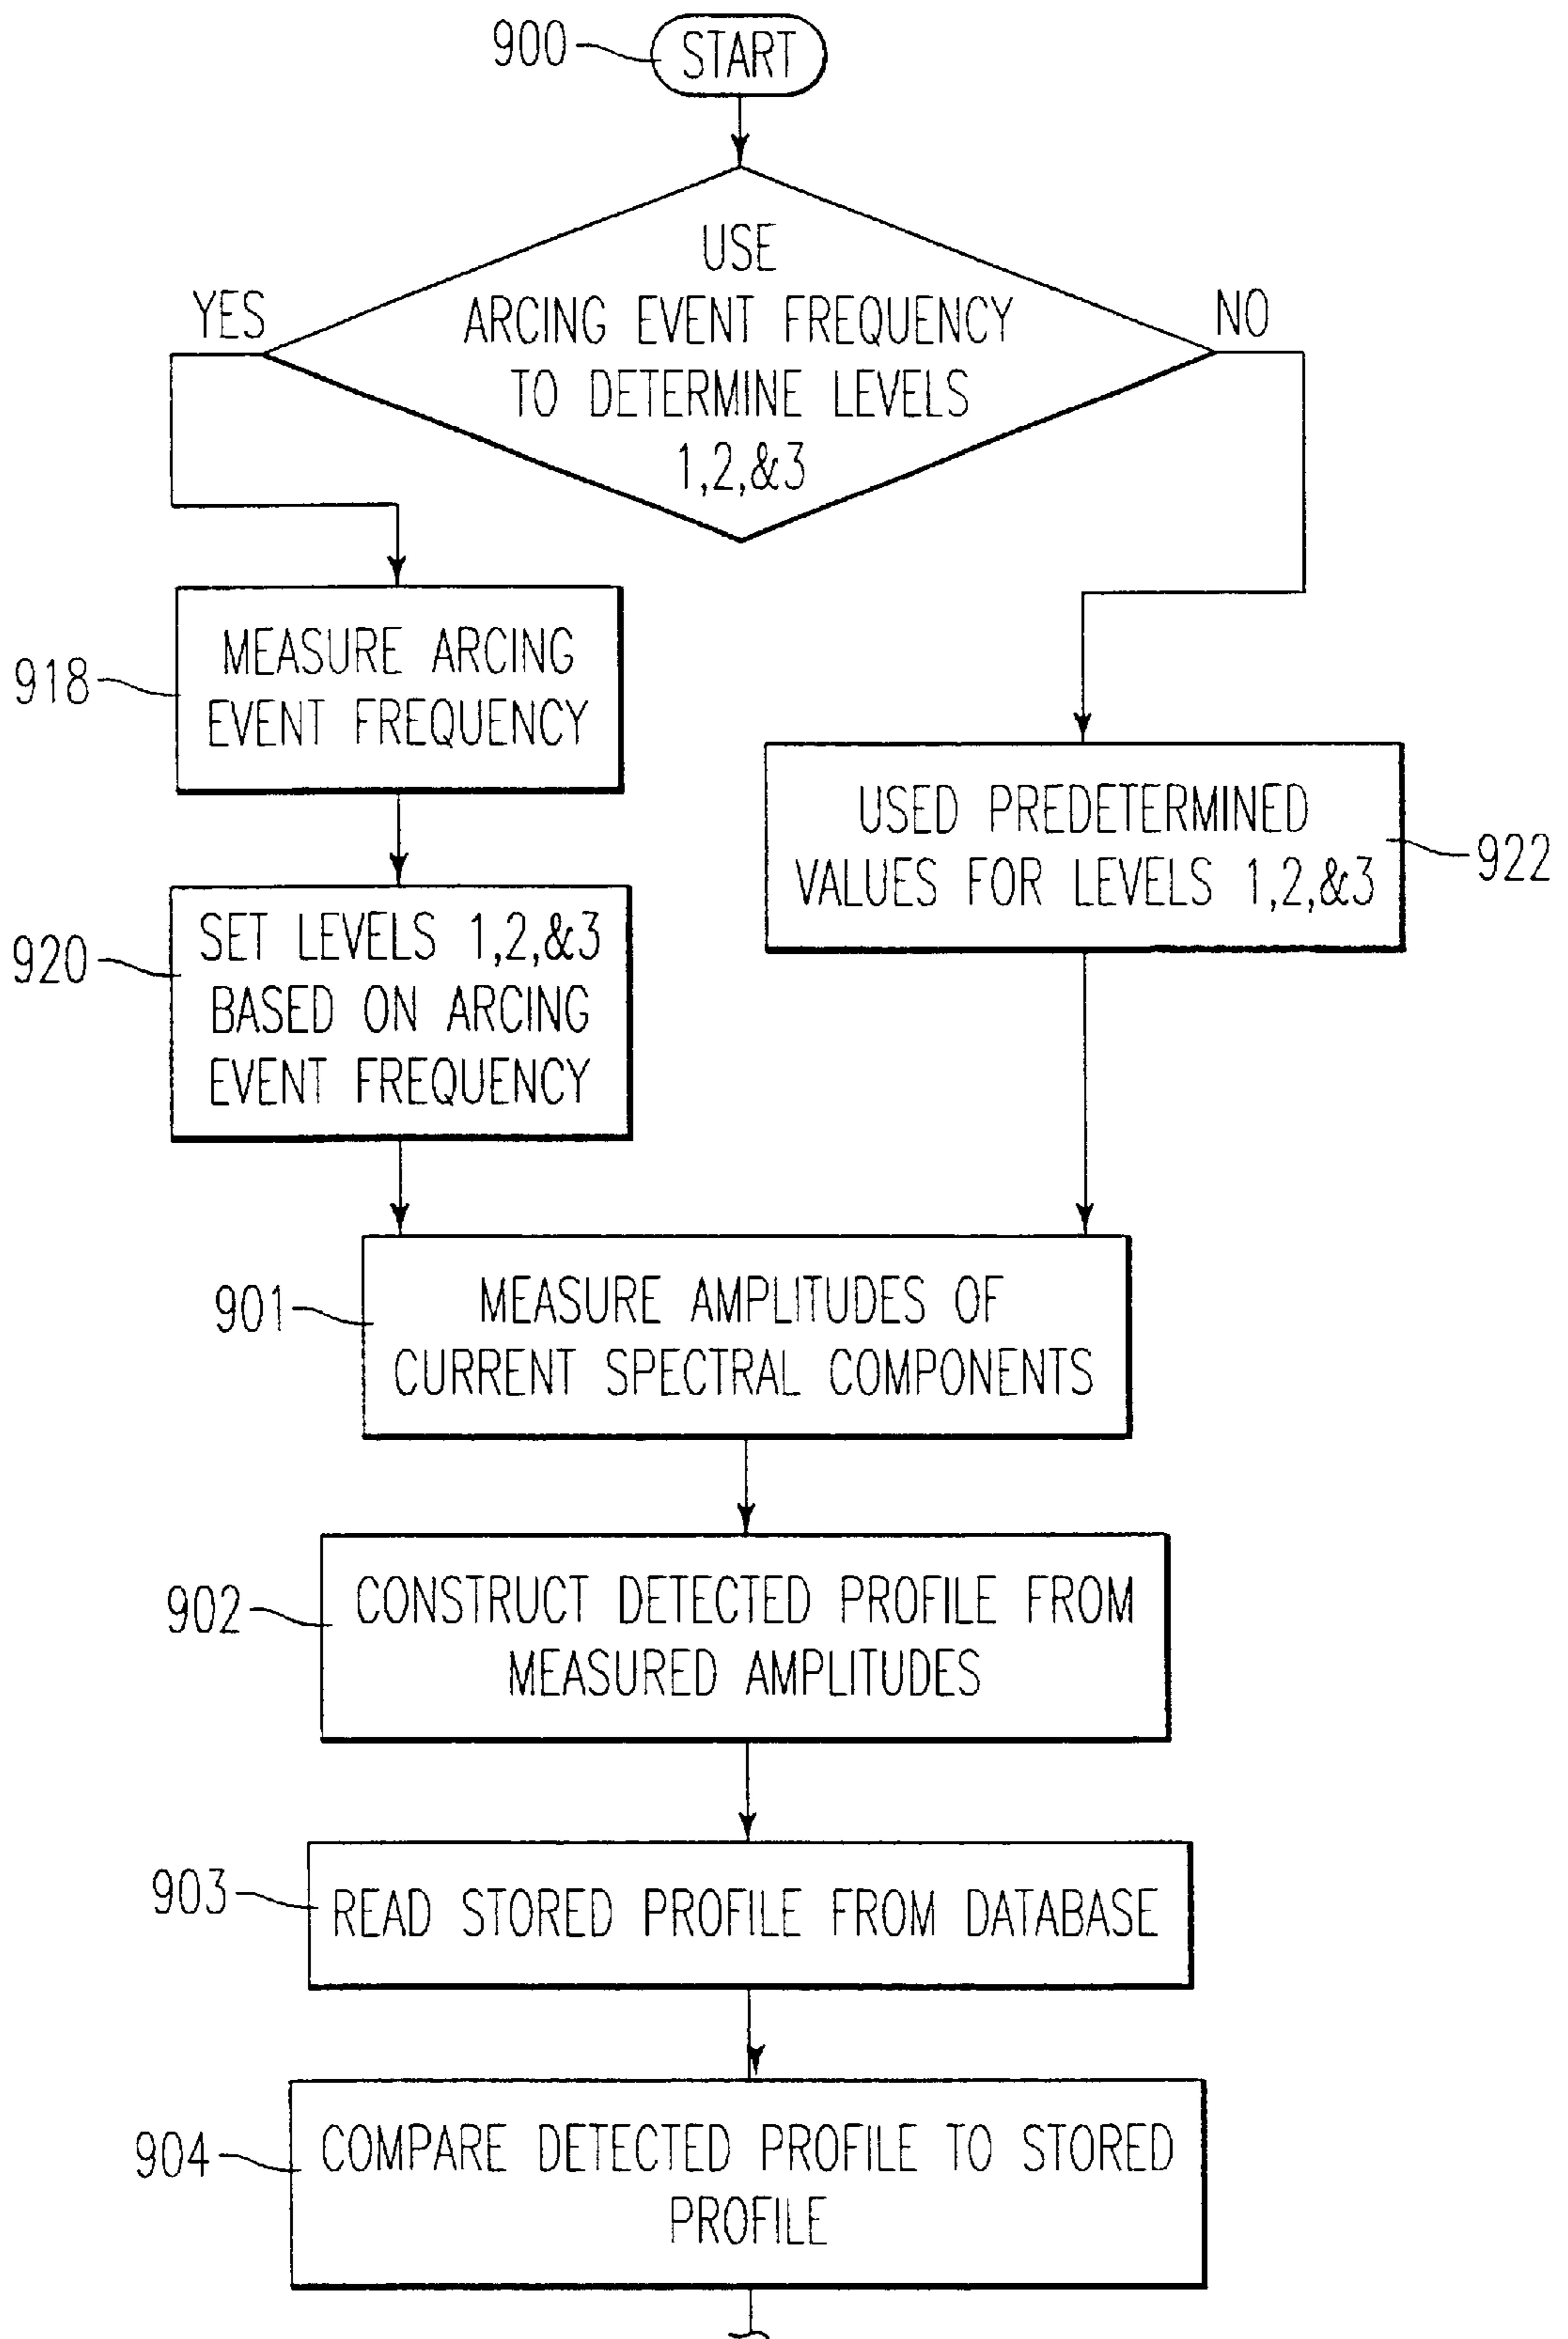 900
START
USE
ARCING EVENT FREQUENCY
TO DETERMINE LEVELS
1,2,&3
YES
NO
918
MEASURE ARCING
EVENT FREQUENCY
USED PREDETERMINED
VALUES FOR LEVELS 1,2,&3
922
920
SET LEVELS 1,2,&3
BASED ON ARCING
EVENT FREQUENCY
901
MEASURE AMPLITUDES OF
CURRENT SPECTRAL COMPONENTS
902
CONSTRUCT DETECTED PROFILE FROM
MEASURED AMPLITUDES
903
READ STORED PROFILE FROM DATABASE
904
COMPARE DETECTED PROFILE TO STORED
PROFILE